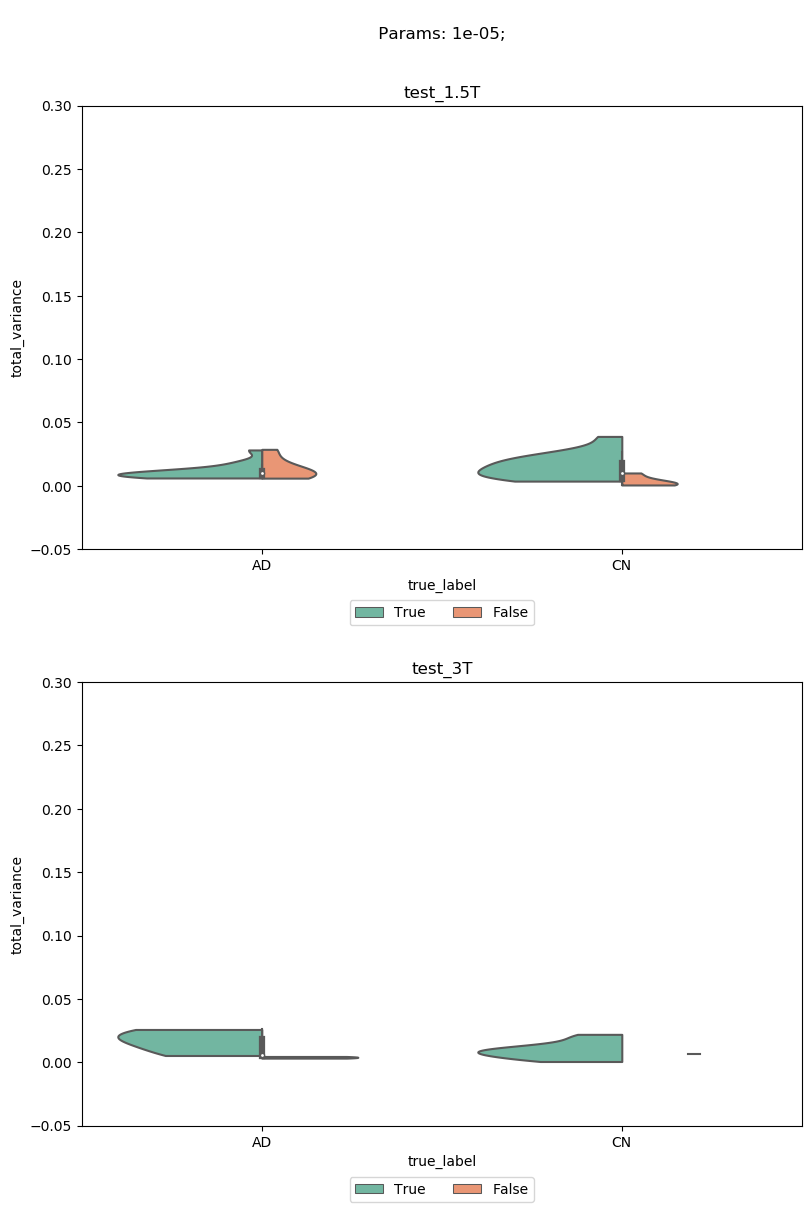 Params: 1e-05;
test_1.5T
0.30
0.25
0.20
0.15
0.10
0.05
0.00
−0.05
total_variance
AD CN
true_label
True False
test_3T
0.30
0.25
0.20
0.15
0.10
0.05
0.00
−0.05
total_variance
AD CN
true_label
True False